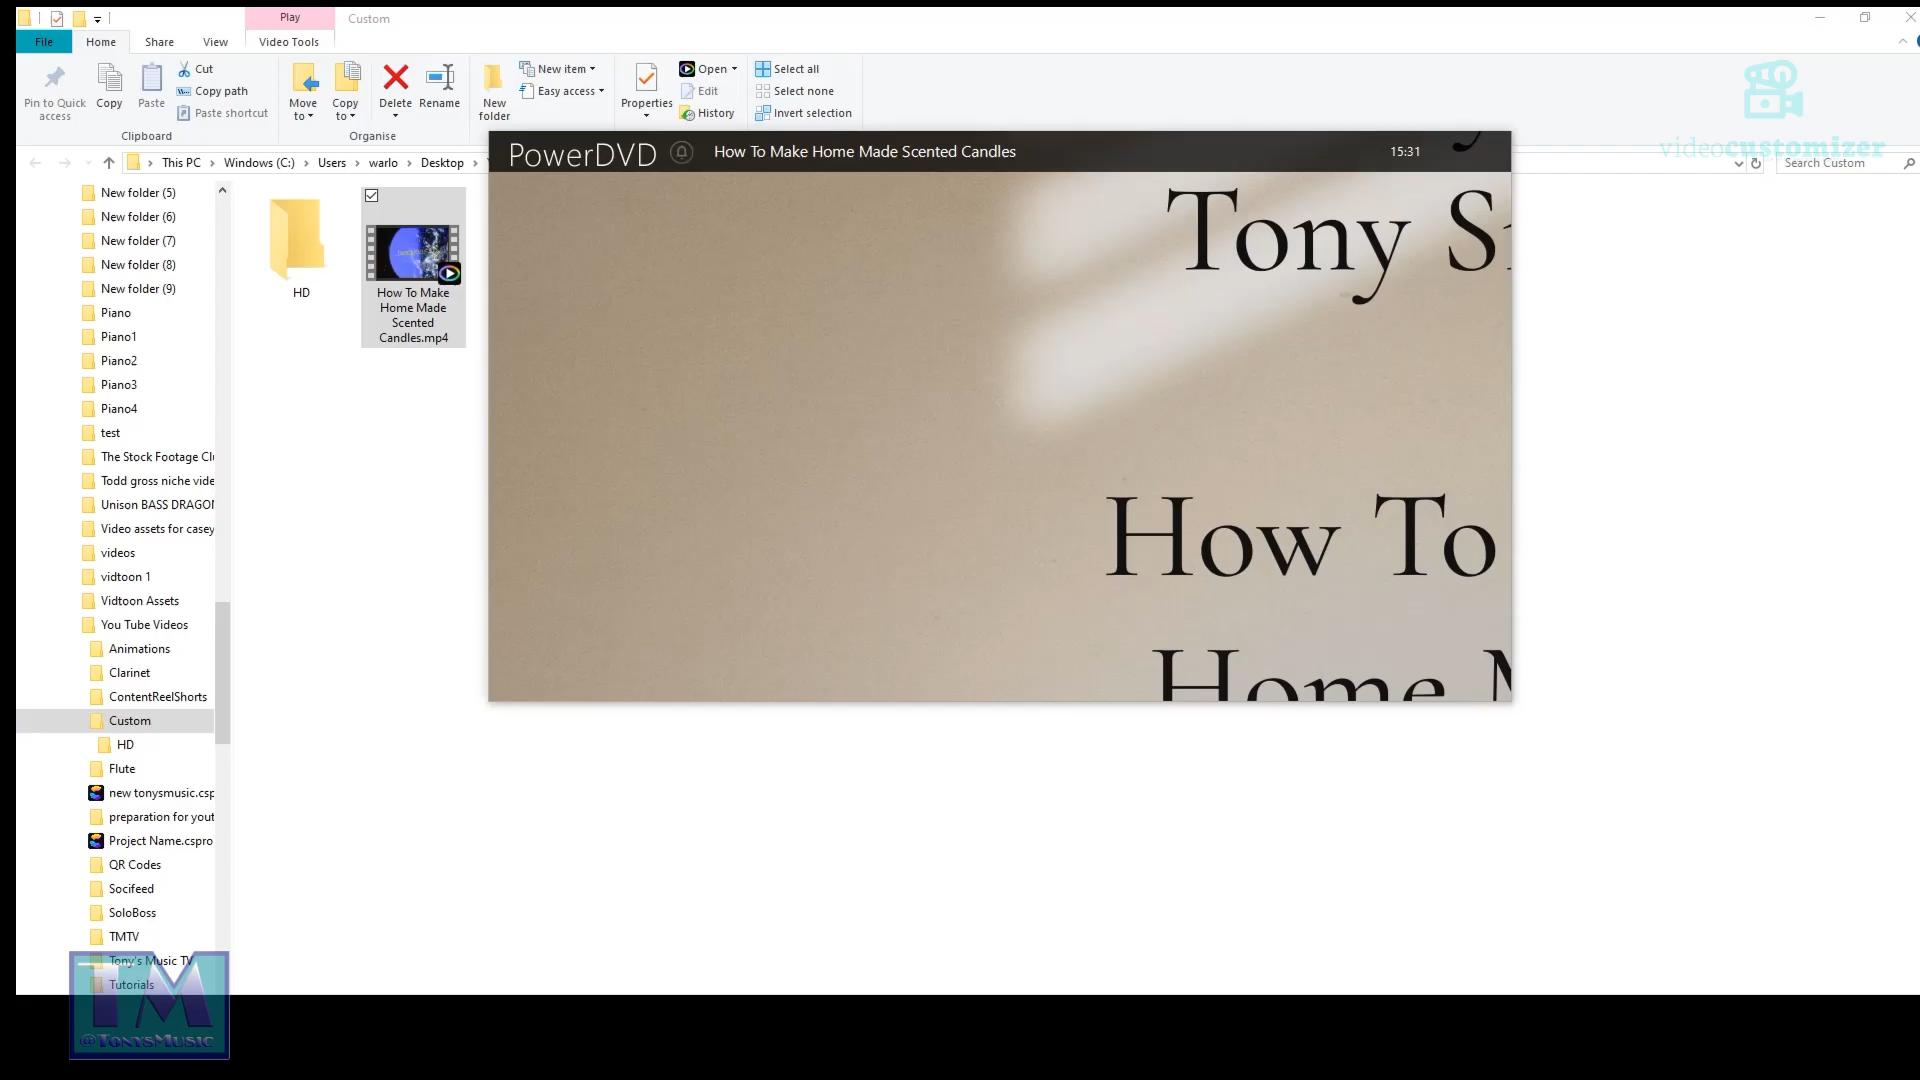 Play
Custom
File
Home
Share
View
Video Tools
Pin to Quick access
Copy
Paste
Cut
Copy path
Paste shortcut
Clipboard
Move to
Copy to
Delete
Rename
Organise
New folder
New item
Easy access
Properties
Open
Edit
History
Select all
Select none
Invert selection
videocustomizer
This PC
Windows (C:)
Users
warlo
Desktop
Search Custom
PowerDVD
How To Make Home Made Scented Candles
15:31
New folder (5)
New folder (6)
New folder (7)
New folder (8)
New folder (9)
Piano
Piano1
Piano2
Piano3
Piano4
test
The Stock Footage Clu
Todd gross niche vide
Unison BASS DRAGON
Video assets for casey
videos
vidtoon 1
Vidtoon Assets
You Tube Videos
Animations
Clarinet
ContentReelShorts
Custom
HD
Flute
new tonysmusic.csp
preparation for yout
Project Name.cspro
QR Codes
Socifeed
SoloBoss
TMTV
Tony's Music TV
Tutorials
HD
How To Make
Home Made
Scented
Candles.mp4
Tony
How To
Home
TM
@TonysMusic